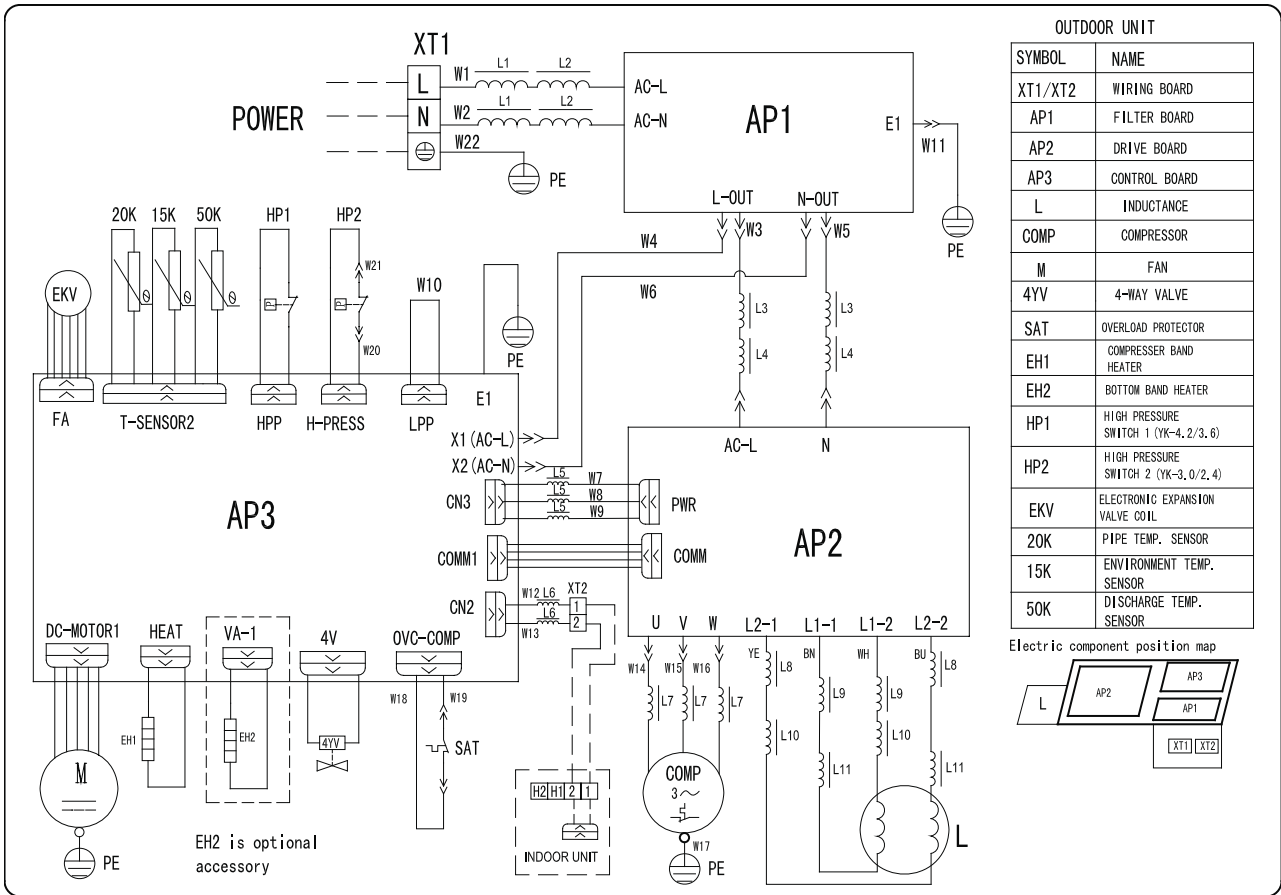 OUTDOOR UNIT
SYMBOL NAME
XT1/XT2 WIRING BOARD
AP1 FILTER BOARD
AP2 DRIVE BOARD
AP3 CONTROL BOARD
L INDUCTANCE
COMP COMPRESSOR
M FAN
4YV 4-WAY VALVE
SAT OVERLOAD PROTECTOR
EH1 COMPRESSER BAND
HEATER
EH2 BOTTOM BAND HEATER
HP1 HIGH PRESSURE
SWITCH 1 (YK-4.2/3.6)
HP2 HIGH PRESSURE
SWITCH 2 (YK-3.0/2.4)
EKV ELECTRONIC EXPANSION
VALVE COIL
20K PIPE TEMP. SENSOR
15K ENVIRONMENT TEMP.
SENSOR
50K DISCHARGE TEMP.
SENSOR
Electric component position map
L AP2 AP3
AP1
XT1 XT2
XT1
POWER
L W1 L1 L2 AC-L
N W2 L1 L2 AC-N
W22
PE
AP1
E1
W11
PE
L-OUT N-OUT
W3 W5
W4
W6
L3 L3
L4 L4
20K 15K 50K HP1 HP2
EKV
P P
W21
W20
W10
PE
FA T-SENSOR2 HPP H-PRESS LPP E1
X1(AC-L)
X2(AC-N)
AP3
CN3 L5 W7 PWR
L5 W8
L5 W9
COMM1 COMM
CN2 W12 L6 XT2
1
L6
2
W13
AC-L N
AP2
U V W L2-1 L1-1 L1-2 L2-2
YE BN WH BU
W14 W15 W16
L8 L8
L7 L7 L7
L9 L9
L10 L10
L11 L11
COMP
3~
W17
PE
L
DC-MOTOR1 HEAT VA-1 4V OVC-COMP
W18 W19
EH1 EH2 4YV SAT
M
PE
EH2 is optional
accessory
H2 H1 2 1
INDOOR UNIT